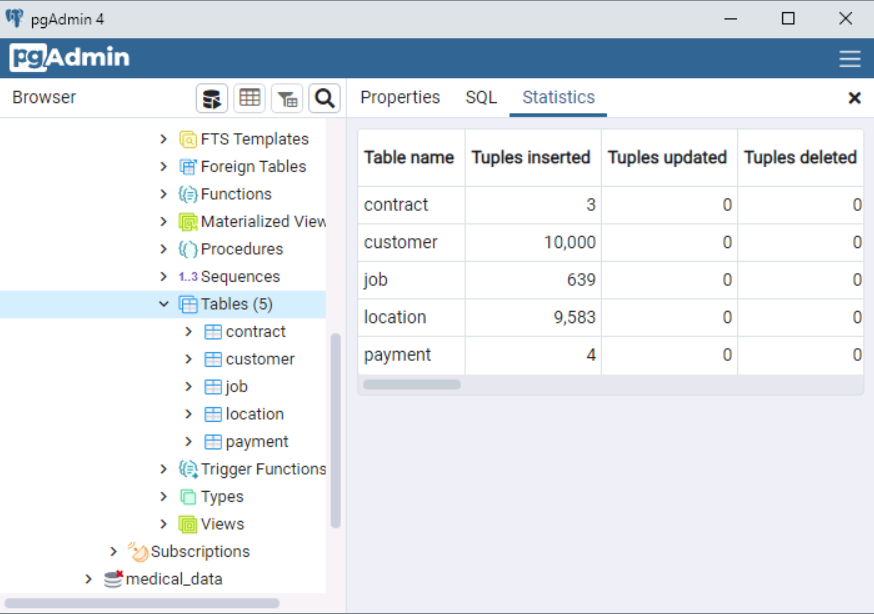 pgAdmin 4
pgAdmin
Browser
Properties SQL Statistics
FTS Templates
Foreign Tables
Functions
Materialized View
Procedures
1..3 Sequences
Tables (5)
contract
customer
job
location
payment
Trigger Functions
Types
Views
Subscriptions
medical_data
Table name Tuples inserted Tuples updated Tuples deleted
contract 3 0 0
customer 10,000 0 0
job 639 0 0
location 9,583 0 0
payment 4 0 0